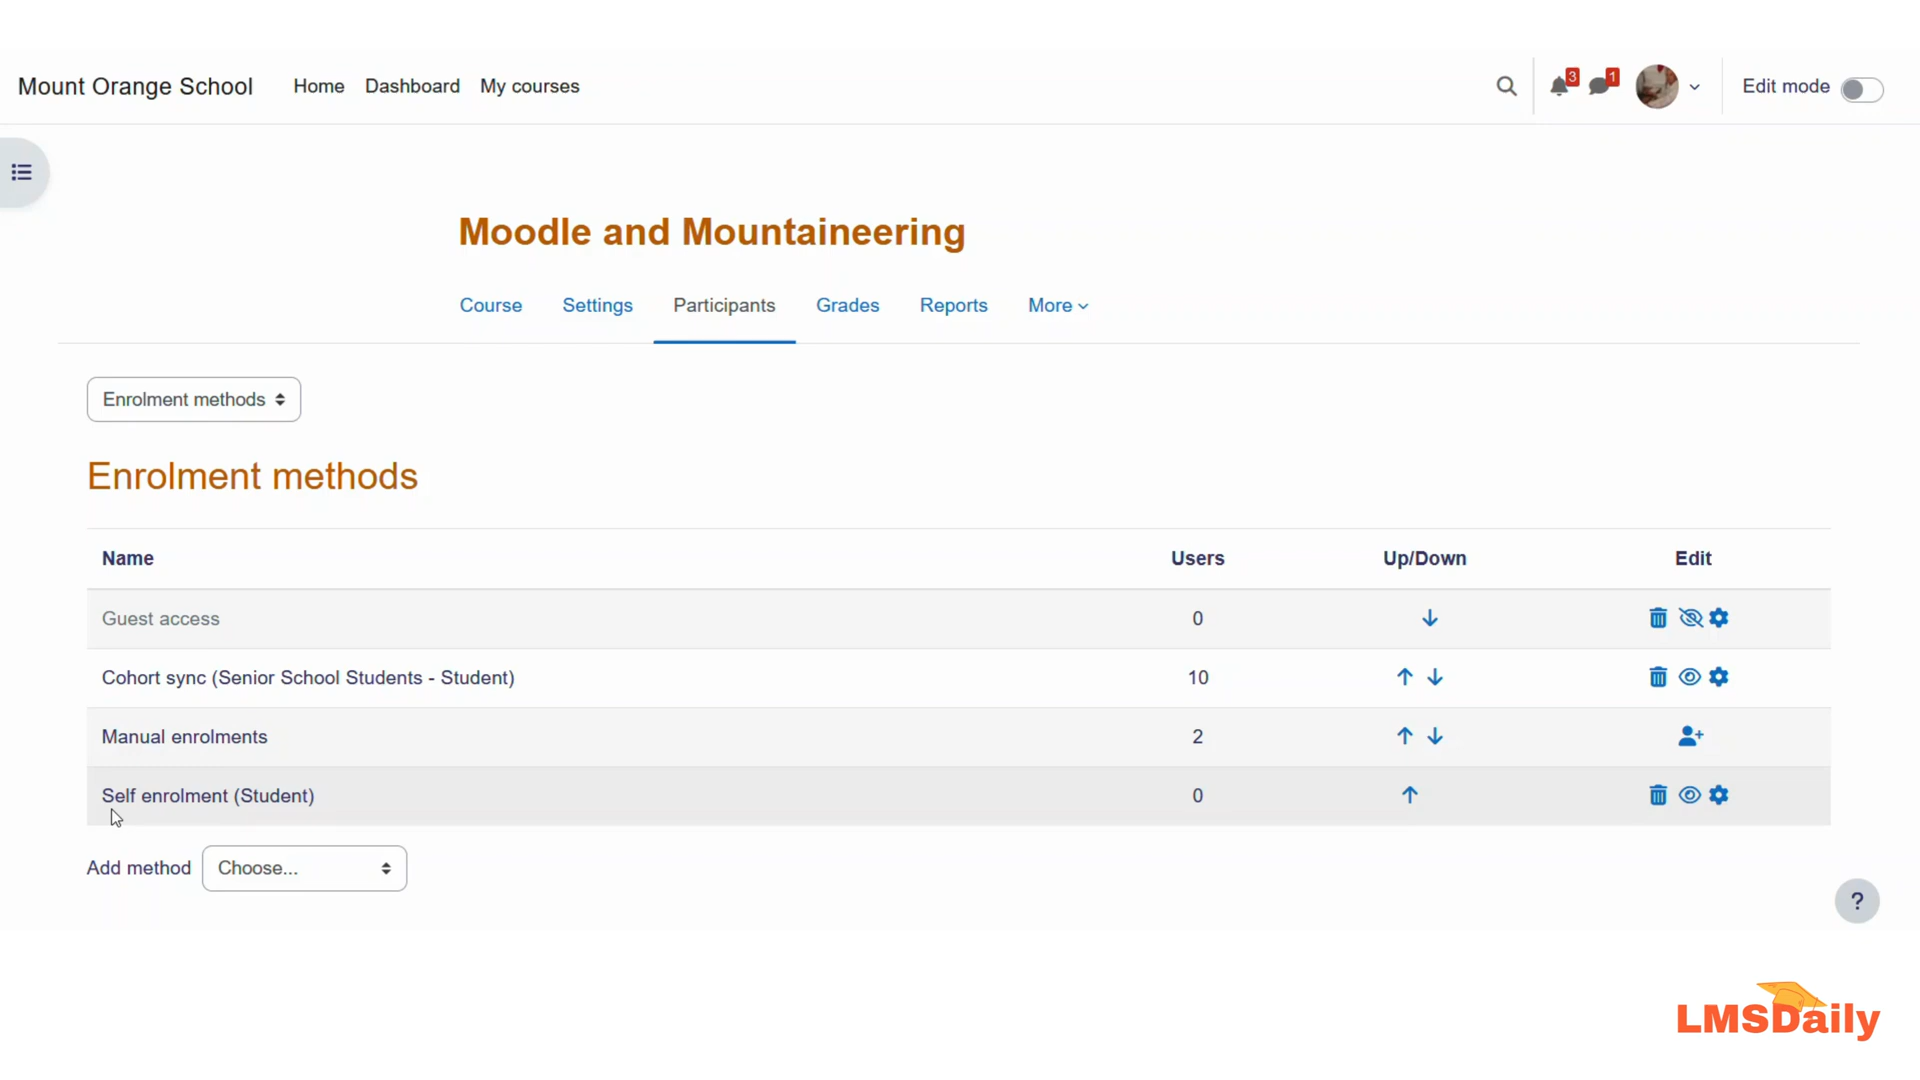 Mount Orange School Home Dashboard My courses 3 1 Edit mode
Moodle and Mountaineering
Course Settings Participants Grades Reports More
Enrolment methods
Enrolment methods
Name Users Up/Down Edit
Guest access 0
Cohort sync (Senior School Students - Student) 10
Manual enrolments 2
Self enrolment (Student) 0
Add method Choose...
?
LMSDaily